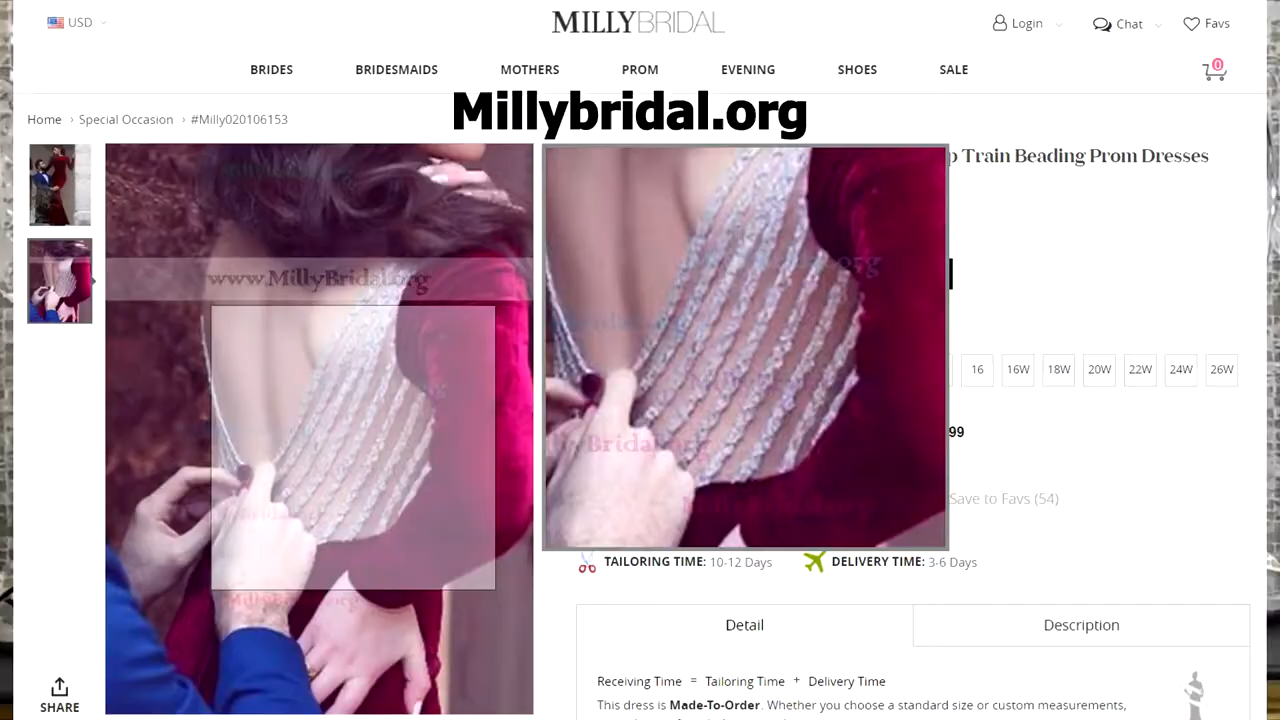 USD
MILLYBRIDAL
Login
Chat
Favs
BRIDES
BRIDESMAIDS
MOTHERS
PROM
EVENING
SHOES
SALE
0
Millybridal.org
Home › Special Occasion › #Milly020106153
p Train Beading Prom Dresses
www.MillyBridal.org
16
16W
18W
20W
22W
24W
26W
99
Save to Favs (54)
TAILORING TIME: 10-12 Days
DELIVERY TIME: 3-6 Days
Detail
Description
Receiving Time = Tailoring Time + Delivery Time
This dress is Made-To-Order. Whether you choose a standard size or custom measurements,
SHARE